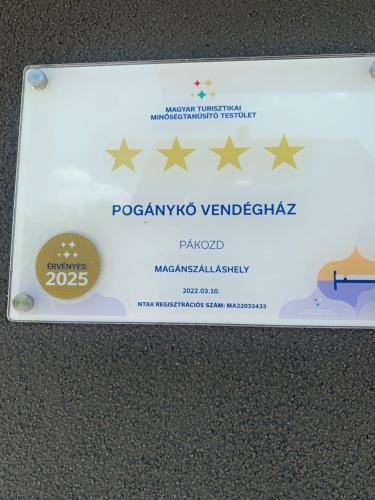 MAGYAR TURISZTIKAI
MINŐSÉGTANÚSÍTÓ TESTÜLET
POGÁNYKŐ VENDÉGHÁZ
PÁKOZD
MAGÁNSZÁLLÁSHELY
2022.03.10.
NTAK REGISZTRÁCIÓS SZÁM: MA22033433
ÉRVÉNYES:
2025